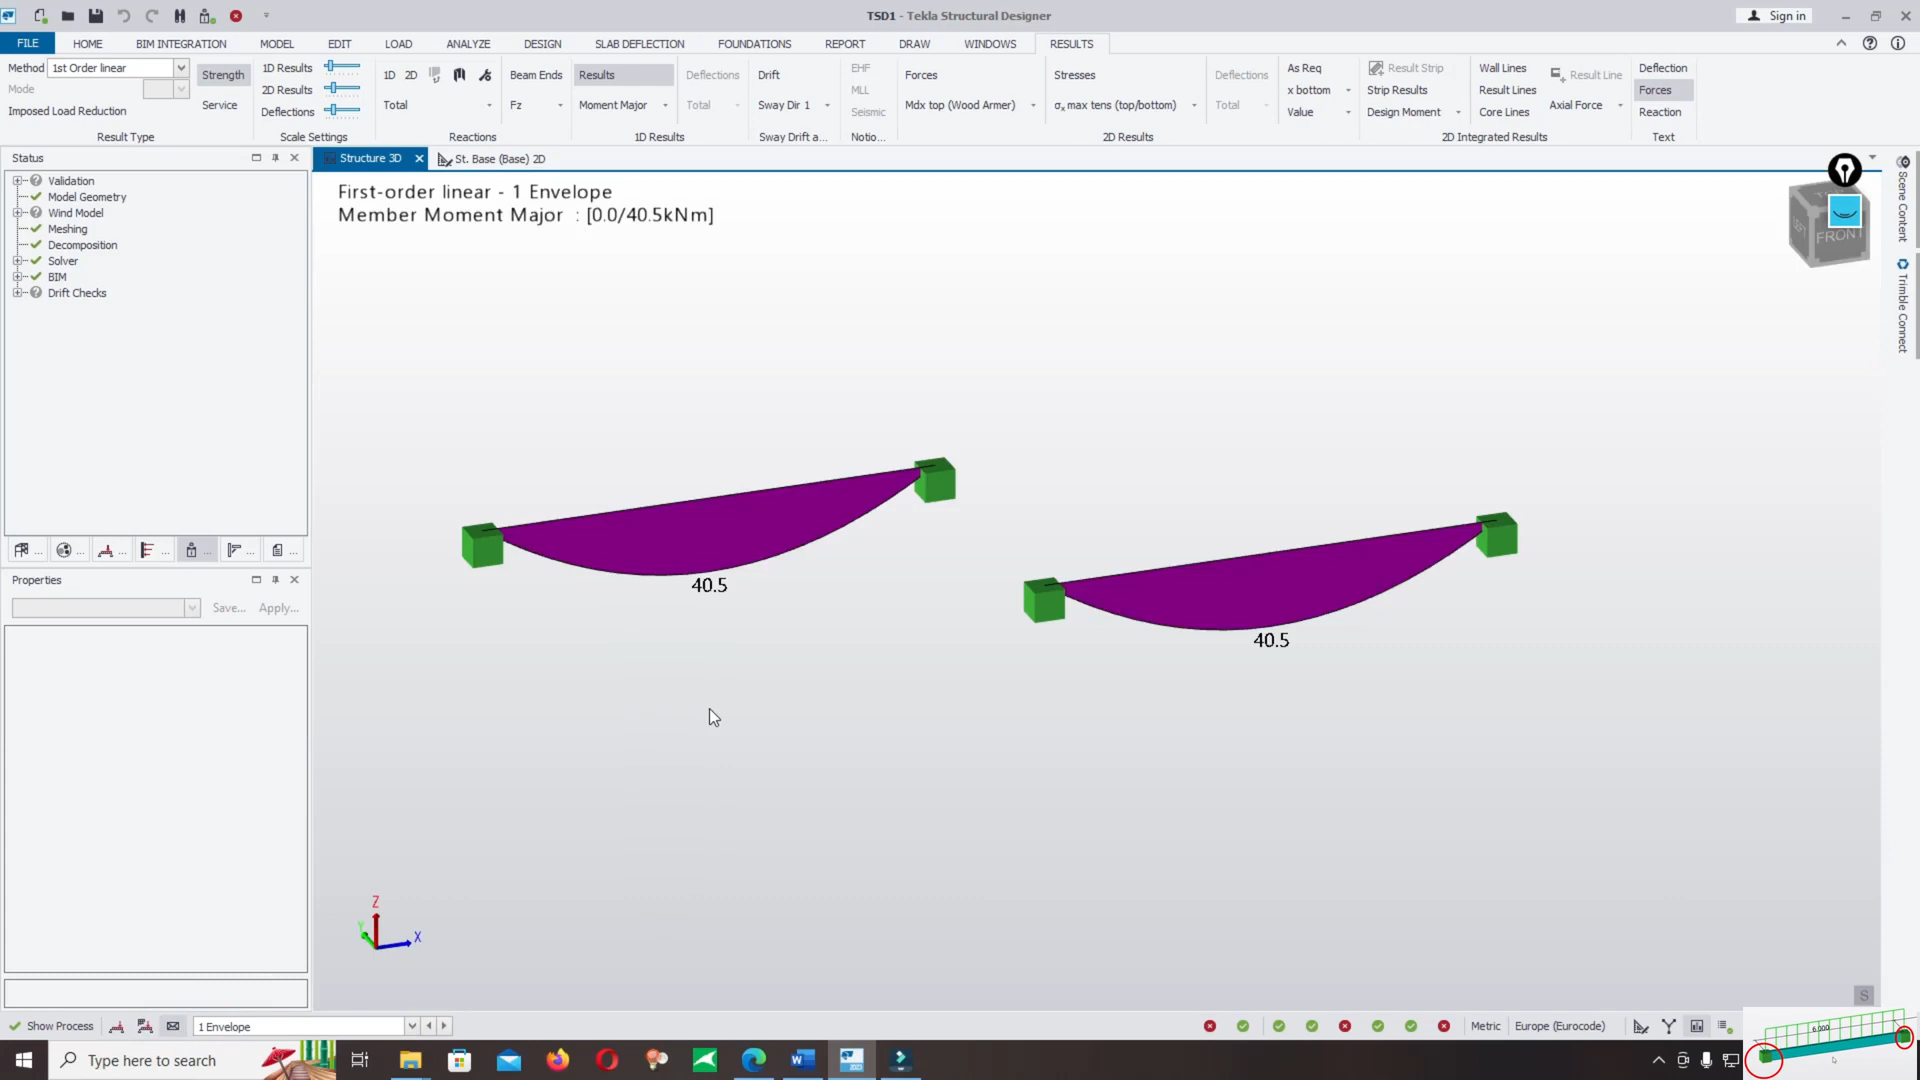 TSD1 - Tekla Structural Designer
Sign in
FILE HOME BIM INTEGRATION MODEL EDIT LOAD ANALYZE DESIGN SLAB DEFLECTION FOUNDATIONS REPORT DRAW WINDOWS RESULTS
Method 1st Order linear
Mode
Imposed Load Reduction
Strength
Service
Result Type
1D Results
2D Results
Deflections
Scale Settings
1D 2D
Total
Reactions
Beam Ends
Fz
Results
Moment Major
Deflections
Total
1D Results
Drift
Sway Dir 1
Sway Drift a...
EHF
MLL
Seismic
Notio...
Forces
Mdx top (Wood Armer)
Stresses
σx max tens (top/bottom)
Deflections
Total
2D Results
As Req
x bottom
Value
Result Strip
Strip Results
Design Moment
Wall Lines
Result Lines
Core Lines
Result Line
Axial Force
2D Integrated Results
Deflection
Forces
Reaction
Text
Status
Validation
Model Geometry
Wind Model
Meshing
Decomposition
Solver
BIM
Drift Checks
Properties
Save... Apply...
Structure 3D
St. Base (Base) 2D
First-order linear - 1 Envelope
Member Moment Major : [0.0/40.5kNm]
LEFT FRONT
Scene Content
Trimble Connect
40.5
40.5
Z
Y
X
S
Show Process
1 Envelope
Metric
Europe (Eurocode)
6.000
Type here to search